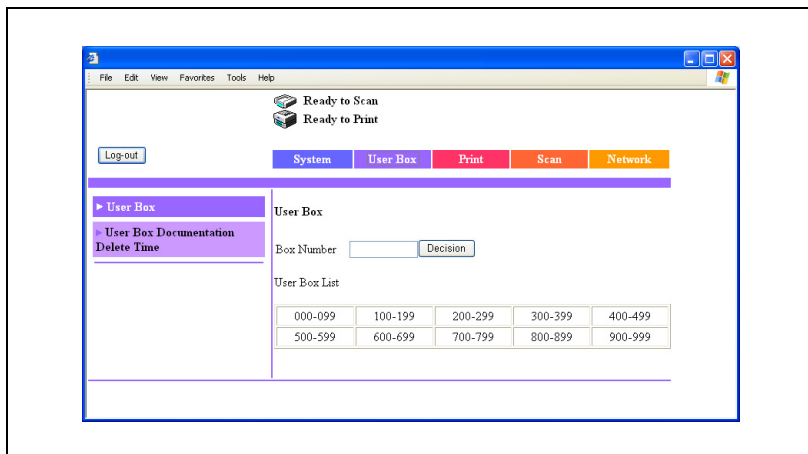 File Edit View Favorites Tools Help
Ready to Scan
Ready to Print
Log-out
System User Box Print Scan Network
User Box
User Box Documentation
Delete Time
User Box
Box Number Decision
User Box List
000-099 100-199 200-299 300-399 400-499
500-599 600-699 700-799 800-899 900-999